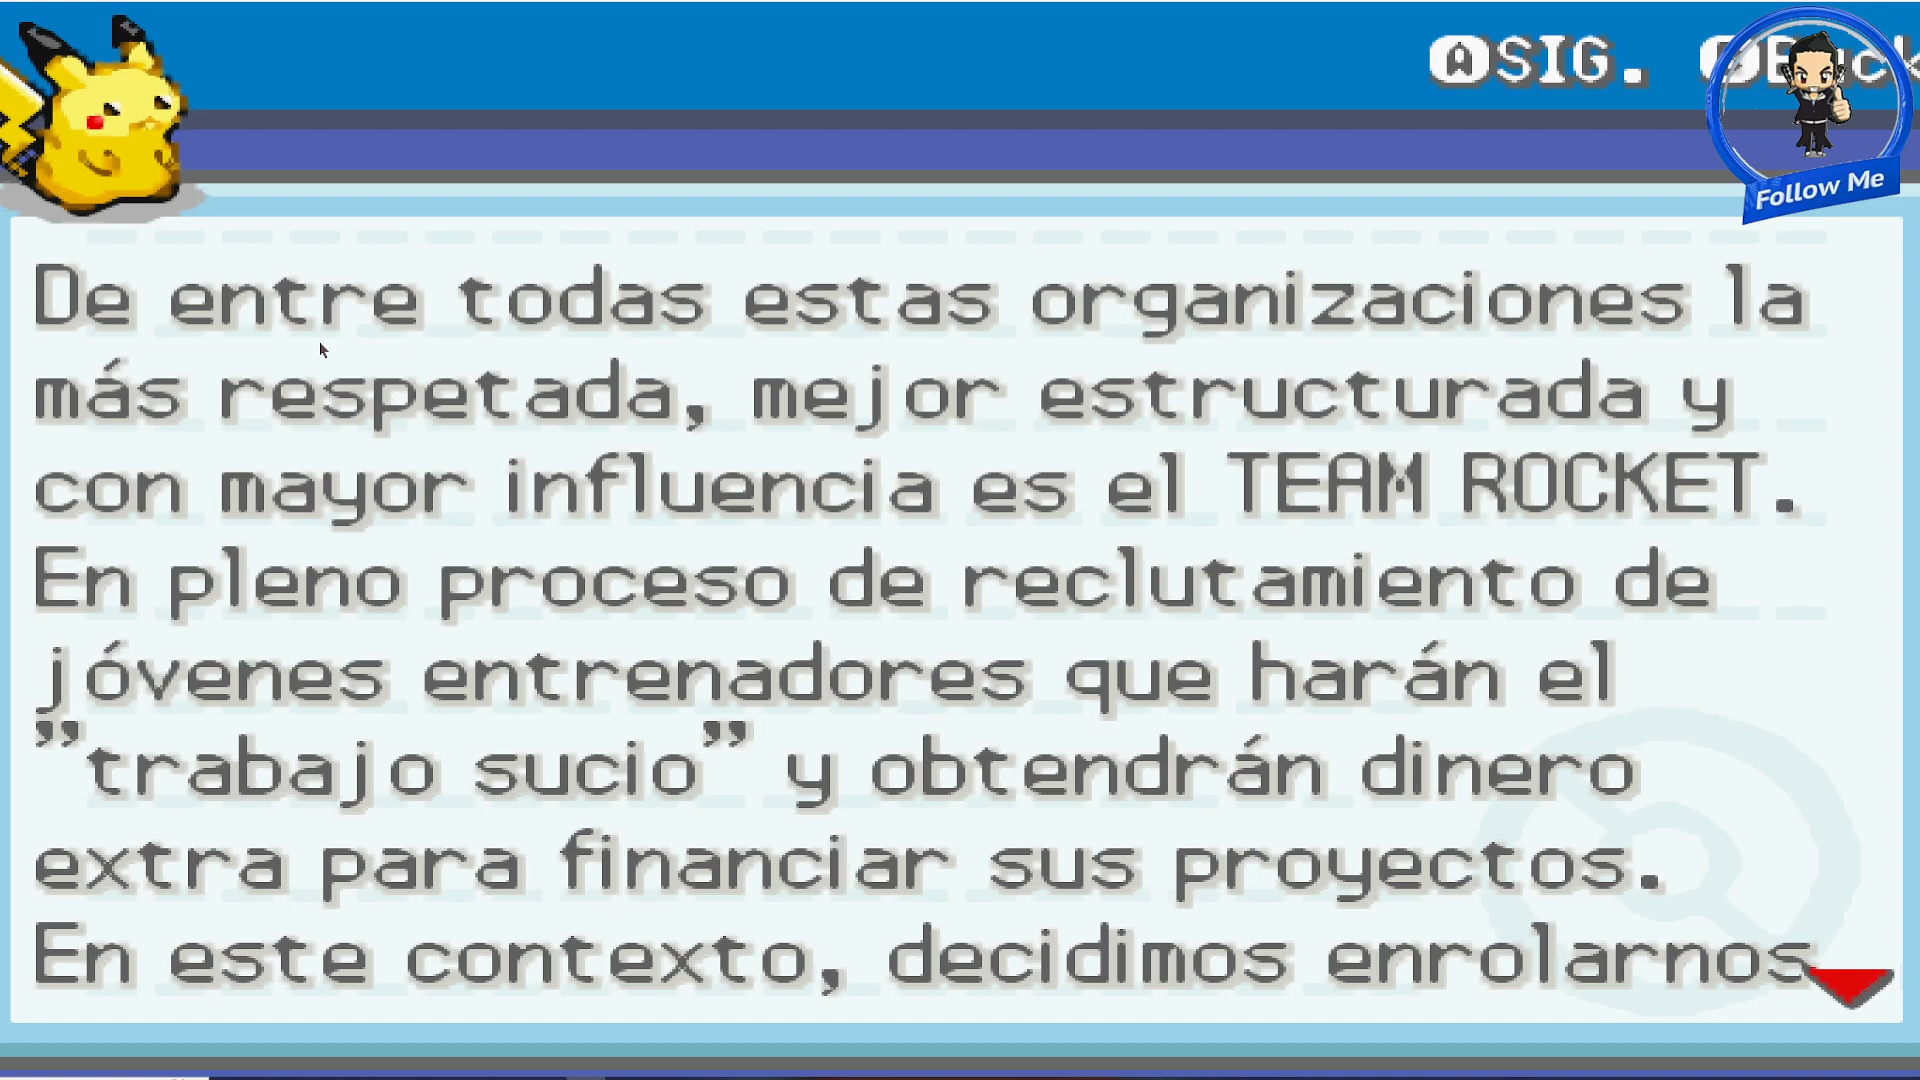 ⒶSIG.
Follow Me
De entre todas estas organizaciones la
más respetada, mejor estructurada y
con mayor influencia es el TEAM ROCKET.
En pleno proceso de reclutamiento de
jóvenes entrenadores que harán el
”trabajo sucio” y obtendrán dinero
extra para financiar sus proyectos.
En este contexto, decidimos enrolarnos